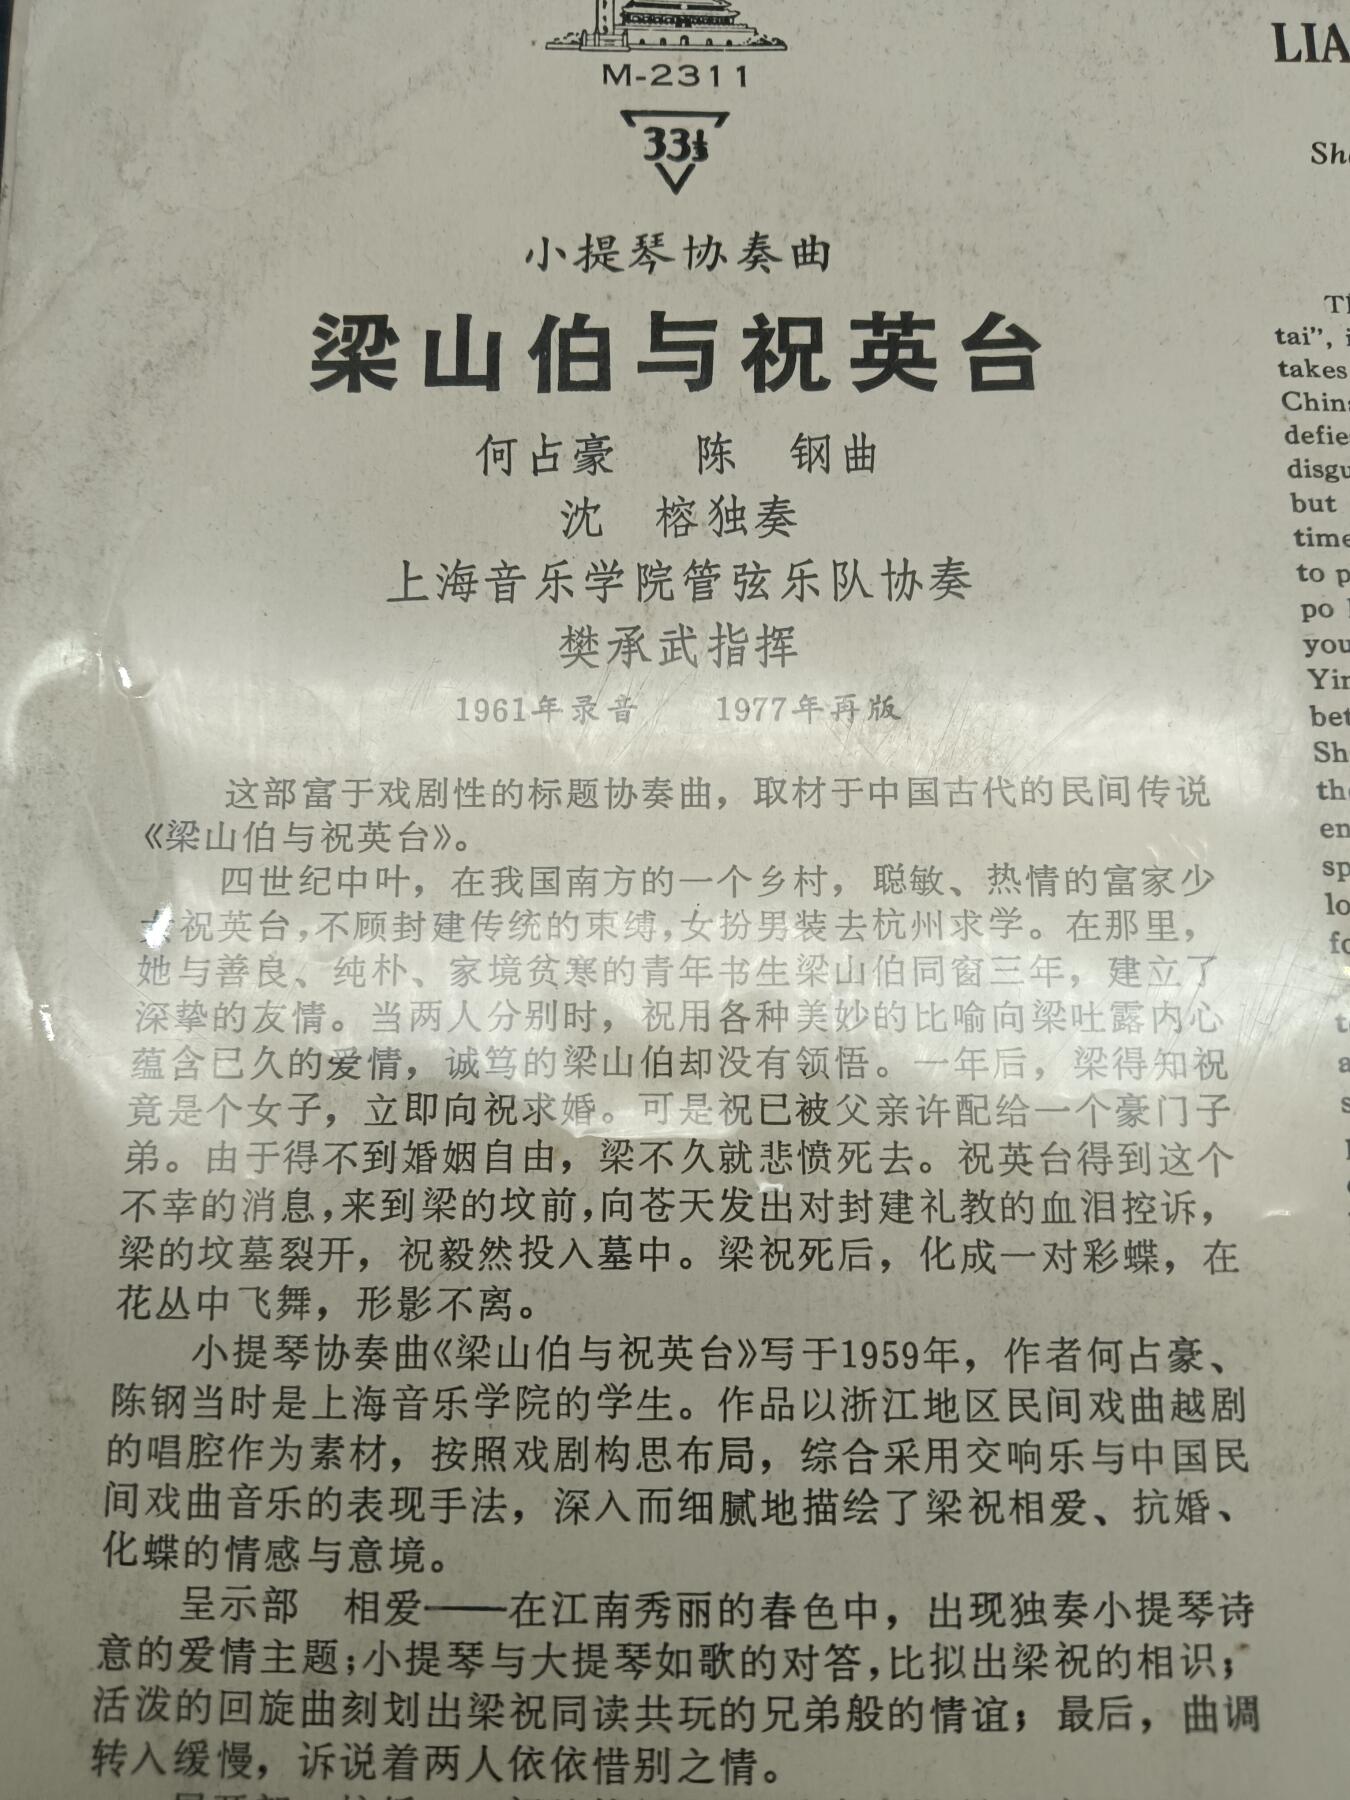 M-2311
33⅓
小提琴协奏曲
梁山伯与祝英台
何占豪 陈 钢曲
沈 榕独奏
上海音乐学院管弦乐队协奏
樊承武指挥
1961年录音 1977年再版
这部富于戏剧性的标题协奏曲，取材于中国古代的民间传说
《梁山伯与祝英台》。
四世纪中叶，在我国南方的一个乡村，聪敏、热情的富家少
女祝英台，不顾封建传统的束缚，女扮男装去杭州求学。在那里，
她与善良、纯朴、家境贫寒的青年书生梁山伯同窗三年，建立了
深挚的友情。当两人分别时，祝用各种美妙的比喻向梁吐露内心
蕴含已久的爱情，诚笃的梁山伯却没有领悟。一年后，梁得知祝
竟是个女子，立即向祝求婚。可是祝已被父亲许配给一个豪门子
弟。由于得不到婚姻自由，梁不久就悲愤死去。祝英台得到这个
不幸的消息，来到梁的坟前，向苍天发出对封建礼教的血泪控诉，
梁的坟墓裂开，祝毅然投入墓中。梁祝死后，化成一对彩蝶，在
花丛中飞舞，形影不离。
小提琴协奏曲《梁山伯与祝英台》写于1959年，作者何占豪、
陈钢当时是上海音乐学院的学生。作品以浙江地区民间戏曲越剧
的唱腔作为素材，按照戏剧构思布局，综合采用交响乐与中国民
间戏曲音乐的表现手法，深入而细腻地描绘了梁祝相爱、抗婚、
化蝶的情感与意境。
呈示部 相爱——在江南秀丽的春色中，出现独奏小提琴诗
意的爱情主题；小提琴与大提琴如歌的对答，比拟出梁祝的相识；
活泼的回旋曲刻划出梁祝同读共玩的兄弟般的情谊；最后，曲调
转入缓慢，诉说着两人依依惜别之情。
LIA
Sh
tai”, i
takes
China
defie
disgu
but
time
to p
po
you
Yin
bet
Sh
the
en
sp
lo
fo